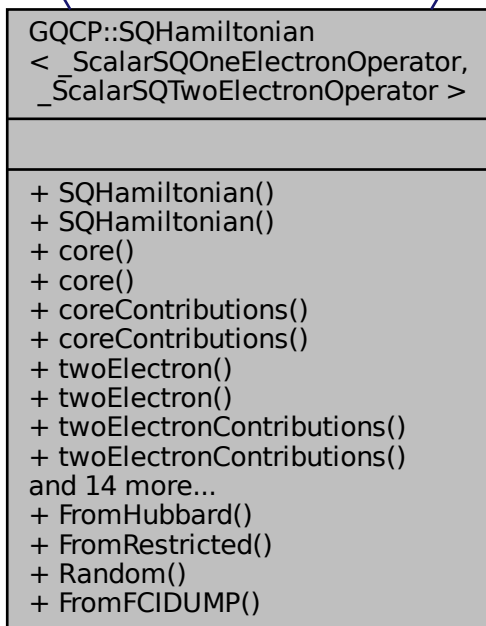 GQCP::SQHamiltonian
< _ScalarSQOneElectronOperator,
_ScalarSQTwoElectronOperator >
+ SQHamiltonian()
+ SQHamiltonian()
+ core()
+ core()
+ coreContributions()
+ coreContributions()
+ twoElectron()
+ twoElectron()
+ twoElectronContributions()
+ twoElectronContributions()
and 14 more...
+ FromHubbard()
+ FromRestricted()
+ Random()
+ FromFCIDUMP()